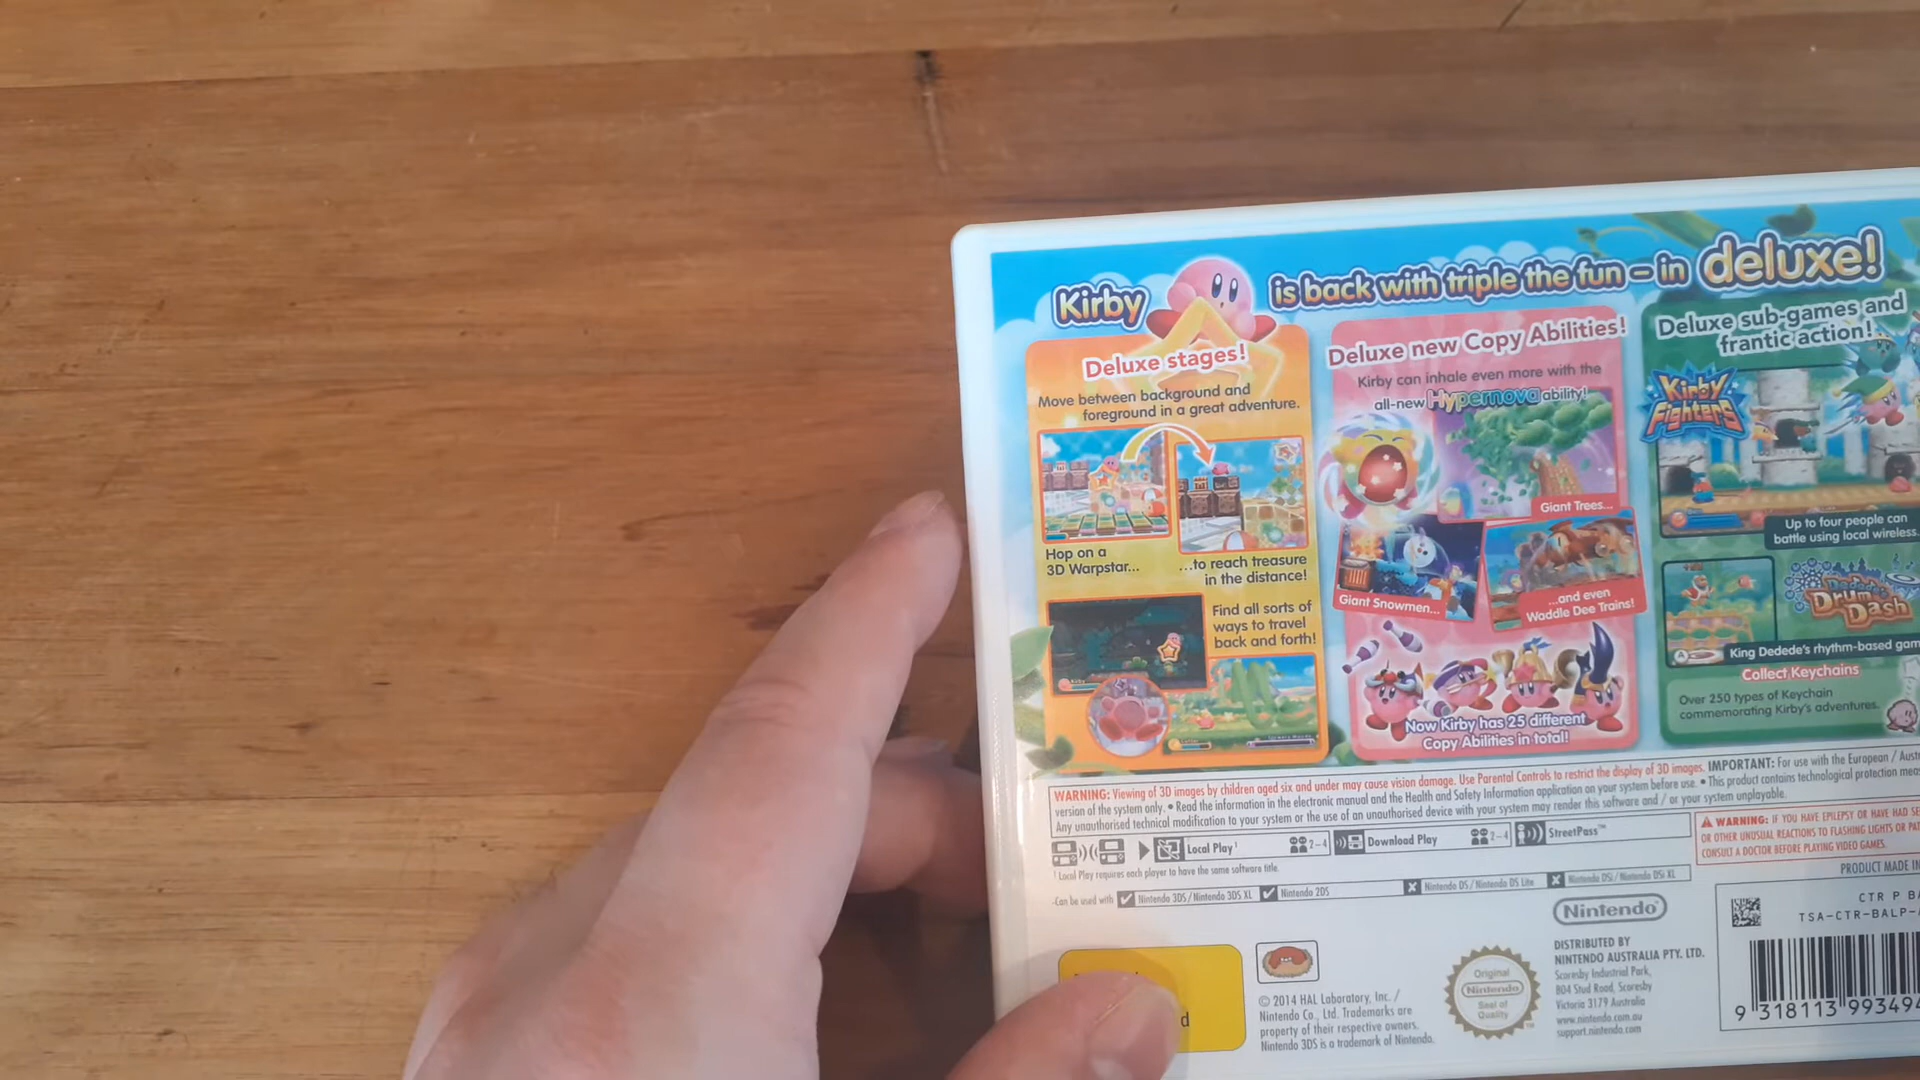 Kirby is back with triple the fun – in deluxe!
Deluxe stages!
Move between background and
foreground in a great adventure.
Hop on a
3D Warpstar...
...to reach treasure
in the distance!
Find all sorts of
ways to travel
back and forth!
Deluxe new Copy Abilities!
Kirby can inhale even more with the
all-new Hypernova ability!
Giant Trees...
Giant Snowmen...
...and even
Waddle Dee Trains!
Now Kirby has 25 different
Copy Abilities in total!
Deluxe sub-games and
frantic action!
Kirby
Fighters
Up to four people can
battle using local wireless.
Dedede's
Drum
Dash
King Dedede's rhythm-based gam
Collect Keychains
Over 250 types of Keychain
commemorating Kirby's adventures.
WARNING: Viewing of 3D images by children aged six and under may cause vision damage. Use Parental Controls to restrict the display of 3D images. IMPORTANT: For use with the European / Aust
version of the system only. • Read the information in the electronic manual and the Health and Safety Information application on your system before use. • This product contains technological protection mea
Any unauthorised technical modification to your system or the use of an unauthorised device with your system may render this software and / or your system unplayable.
Local Play¹ 2-4 Download Play 2-4 StreetPass™
¹ Local Play requires each player to have the same software title.
Can be used with Nintendo 3DS / Nintendo 3DS XL Nintendo 2DS Nintendo DS / Nintendo DS Lite Nintendo DSi / Nintendo DSi XL
WARNING: IF YOU HAVE EPILEPSY OR HAVE HAD SE
OR OTHER UNUSUAL REACTIONS TO FLASHING LIGHTS OR PA
CONSULT A DOCTOR BEFORE PLAYING VIDEO GAMES.
PRODUCT MADE IN
CTR P BA
TSA-CTR-BALP-A
9 318113 99349
Nintendo
DISTRIBUTED BY
NINTENDO AUSTRALIA PTY. LTD.
Scoresby Industrial Park,
804 Stud Road, Scoresby
Victoria 3179 Australia
www.nintendo.com.au
support.nintendo.com
Original
Nintendo
Seal of
Quality
© 2014 HAL Laboratory, Inc. /
Nintendo Co., Ltd. Trademarks are
property of their respective owners.
Nintendo 3DS is a trademark of Nintendo.